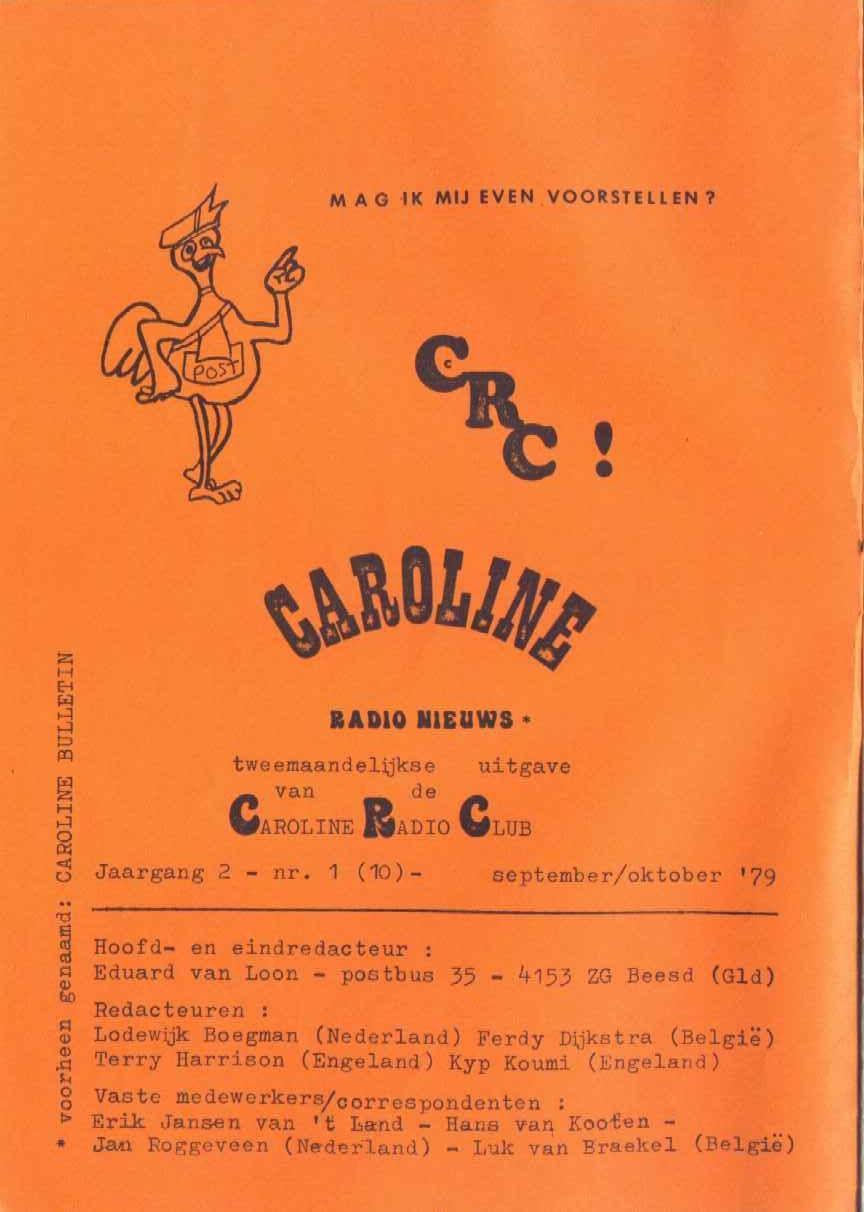 MAG IK MIJ EVEN VOORSTELLEN?
POST
CRC!
CAROLINE
RADIO NIEUWS *
tweemaandelijkse uitgave
van de
CAROLINE RADIO CLUB
Jaargang 2 - nr. 1 (10)- september/oktober '79
Hoofd- en eindredacteur :
Eduard van Loon - postbus 35 - 4153 ZG Beesd (Gld)
Redacteuren :
Lodewijk Boegman (Nederland) Ferdy Dijkstra (België)
Terry Harrison (Engeland) Kyp Koumi (Engeland)
Vaste medewerkers/correspondenten :
Erik Jansen van 't Land - Hans van Kooten -
Jan Roggeveen (Nederland) - Luk van Braekel (België)
* voorheen genaamd: CAROLINE BULLETIN